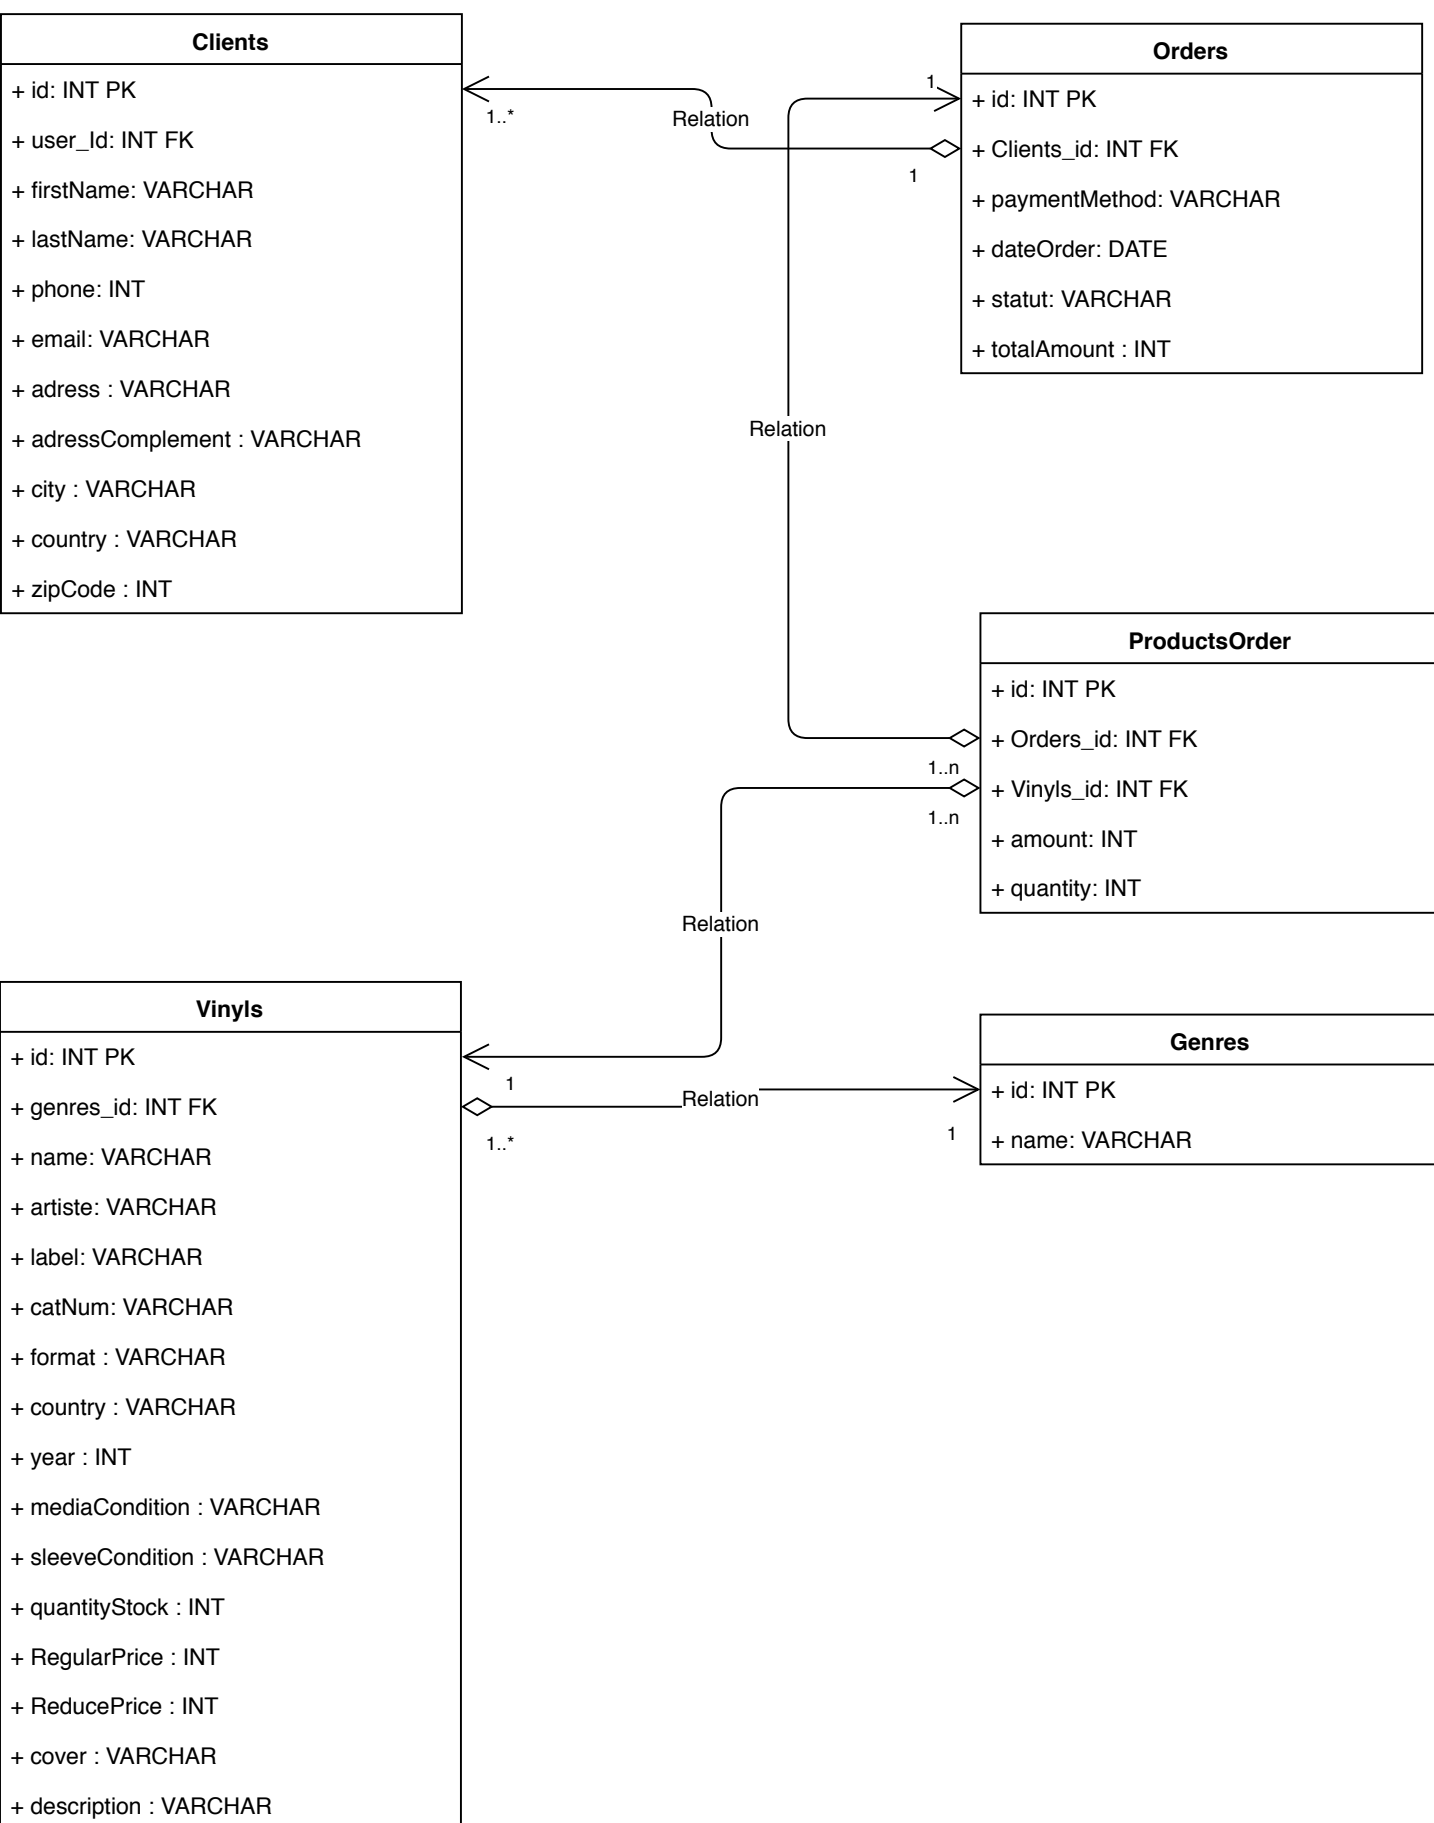 Clients
+ id: INT PK
+ user_Id: INT FK
+ firstName: VARCHAR
+ lastName: VARCHAR
+ phone: INT
+ email: VARCHAR
+ adress : VARCHAR
+ adressComplement : VARCHAR
+ city : VARCHAR
+ country : VARCHAR
+ zipCode : INT
1..*
Relation
1
1
Orders
+ id: INT PK
+ Clients_id: INT FK
+ paymentMethod: VARCHAR
+ dateOrder: DATE
+ statut: VARCHAR
+ totalAmount : INT
Relation
ProductsOrder
+ id: INT PK
+ Orders_id: INT FK
+ Vinyls_id: INT FK
+ amount: INT
+ quantity: INT
1..n
1..n
Relation
Vinyls
+ id: INT PK
+ genres_id: INT FK
+ name: VARCHAR
+ artiste: VARCHAR
+ label: VARCHAR
+ catNum: VARCHAR
+ format : VARCHAR
+ country : VARCHAR
+ year : INT
+ mediaCondition : VARCHAR
+ sleeveCondition : VARCHAR
+ quantityStock : INT
+ RegularPrice : INT
+ ReducePrice : INT
+ cover : VARCHAR
+ description : VARCHAR
1
Relation
1..*
1
Genres
+ id: INT PK
+ name: VARCHAR